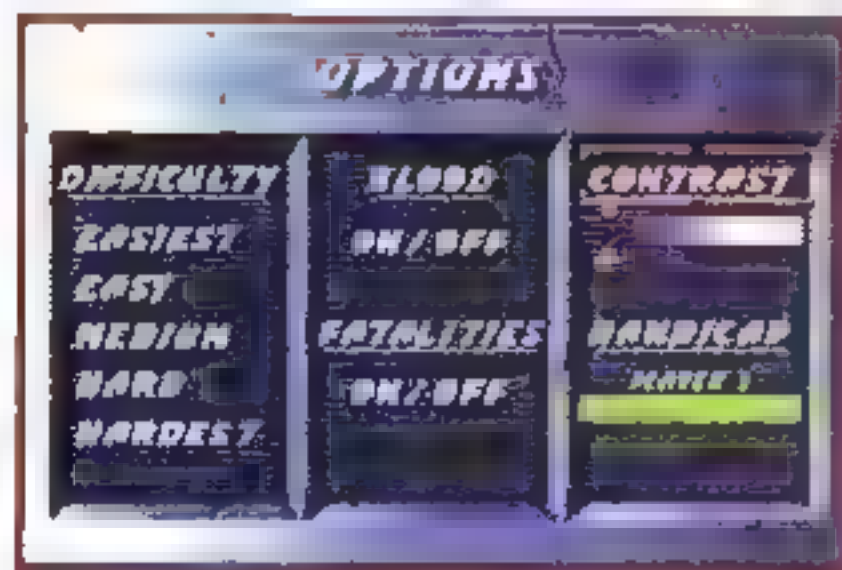 OPTIONS
DIFFICULTY
EASIEST
EASY
MEDIUM
HARD
HARDEST
BLOOD
ON/OFF
FATALITIES
ON/OFF
CONTRAST
HANDICAP